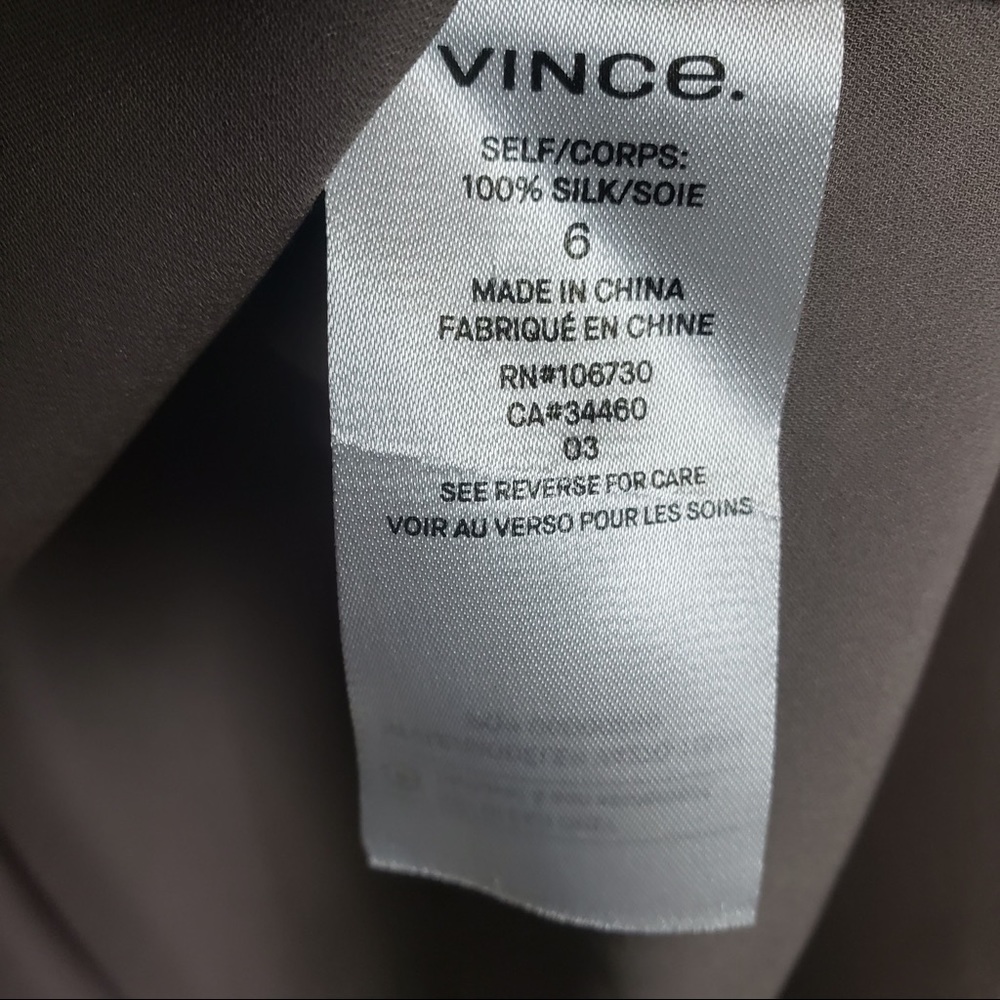 VINCe.
SELF/CORPS:
100% SILK/SOIE
6
MADE IN CHINA
FABRIQUÉ EN CHINE
RN#106730
CA#34460
03
SEE REVERSE FOR CARE
VOIR AU VERSO POUR LES SOINS